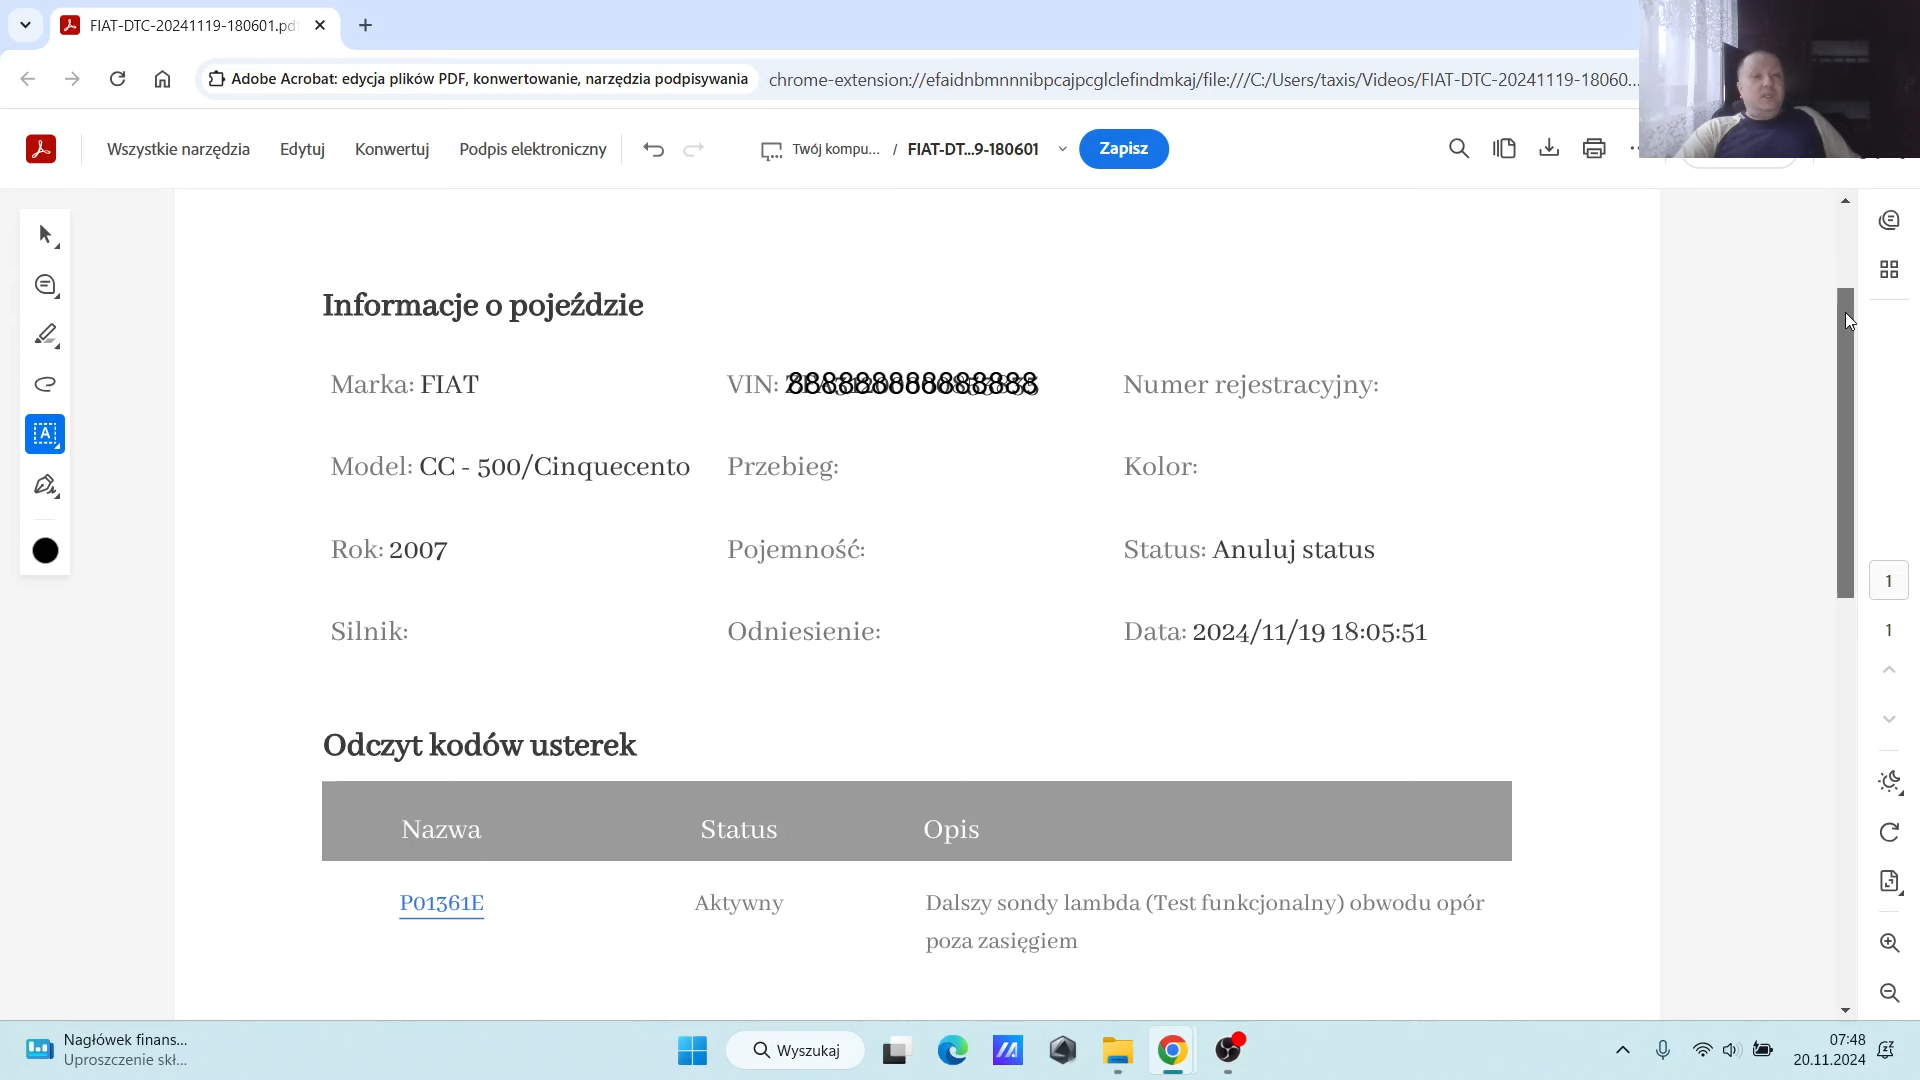 FIAT-DTC-20241119-180601.pd
Adobe Acrobat: edycja plików PDF, konwertowanie, narzędzia podpisywania
chrome-extension://efaidnbmnnnibpcajpcglclefindmkaj/file:///C:/Users/taxis/Videos/FIAT-DTC-20241119-18060...
Wszystkie narzędzia
Edytuj
Konwertuj
Podpis elektroniczny
Twój kompu... / FIAT-DT...9-180601
Zapisz
Informacje o pojeździe
Marka: FIAT
VIN:
Numer rejestracyjny:
Model: CC - 500/Cinquecento
Przebieg:
Kolor:
Rok: 2007
Pojemność:
Status: Anuluj status
Silnik:
Odniesienie:
Data: 2024/11/19 18:05:51
Odczyt kodów usterek
Nazwa
Status
Opis
P01361E
Aktywny
Dalszy sondy lambda (Test funkcjonalny) obwodu opór
poza zasięgiem
1
1
Nagłówek finans...
Uproszczenie skł...
Wyszukaj
07:48
20.11.2024